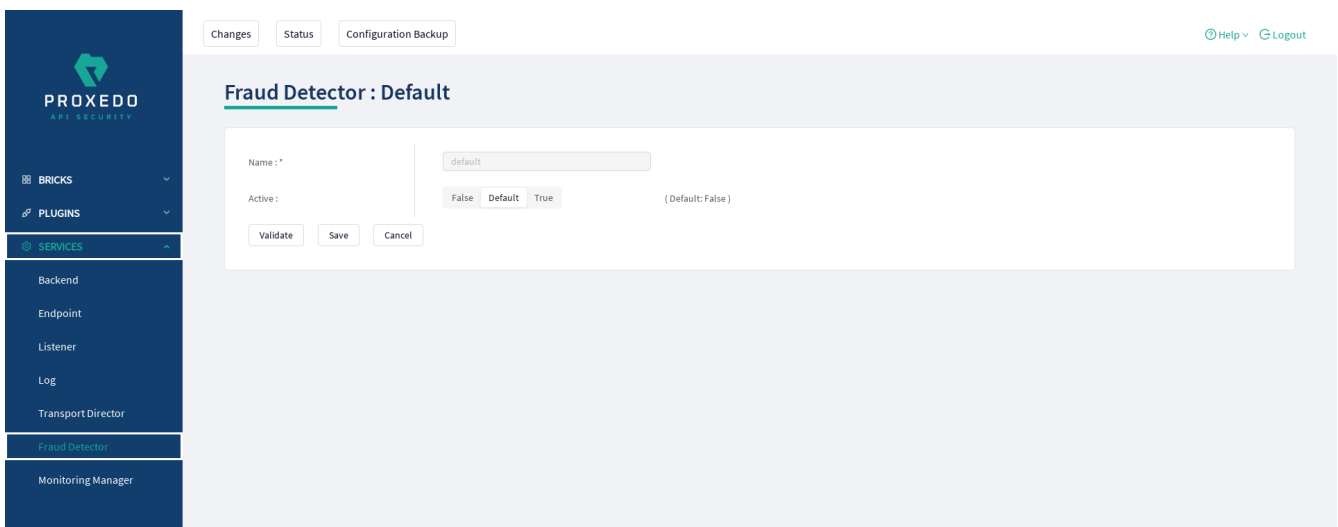 Changes Status Configuration Backup Help Logout
PROXEDO
API SECURITY
BRICKS
PLUGINS
SERVICES
Backend
Endpoint
Listener
Log
Transport Director
Fraud Detector
Monitoring Manager
Fraud Detector : Default
Name : * default
Active : False Default True ( Default: False )
Validate Save Cancel